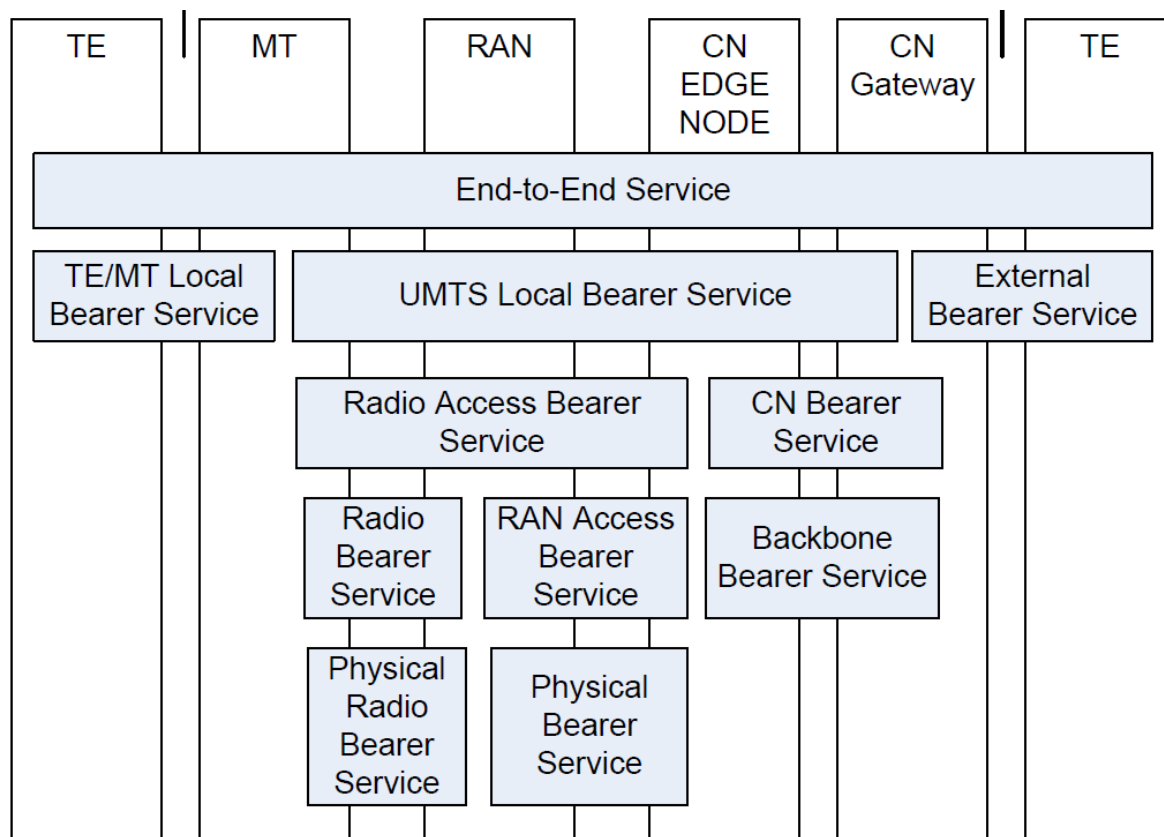 TE
MT
RAN
CN
EDGE
NODE
CN
Gateway
TE
End-to-End Service
TE/MT Local
Bearer Service
UMTS Local Bearer Service
External
Bearer Service
Radio Access Bearer
Service
CN Bearer
Service
Radio
Bearer
Service
RAN Access
Bearer
Service
Backbone
Bearer Service
Physical
Radio
Bearer
Service
Physical
Bearer
Service